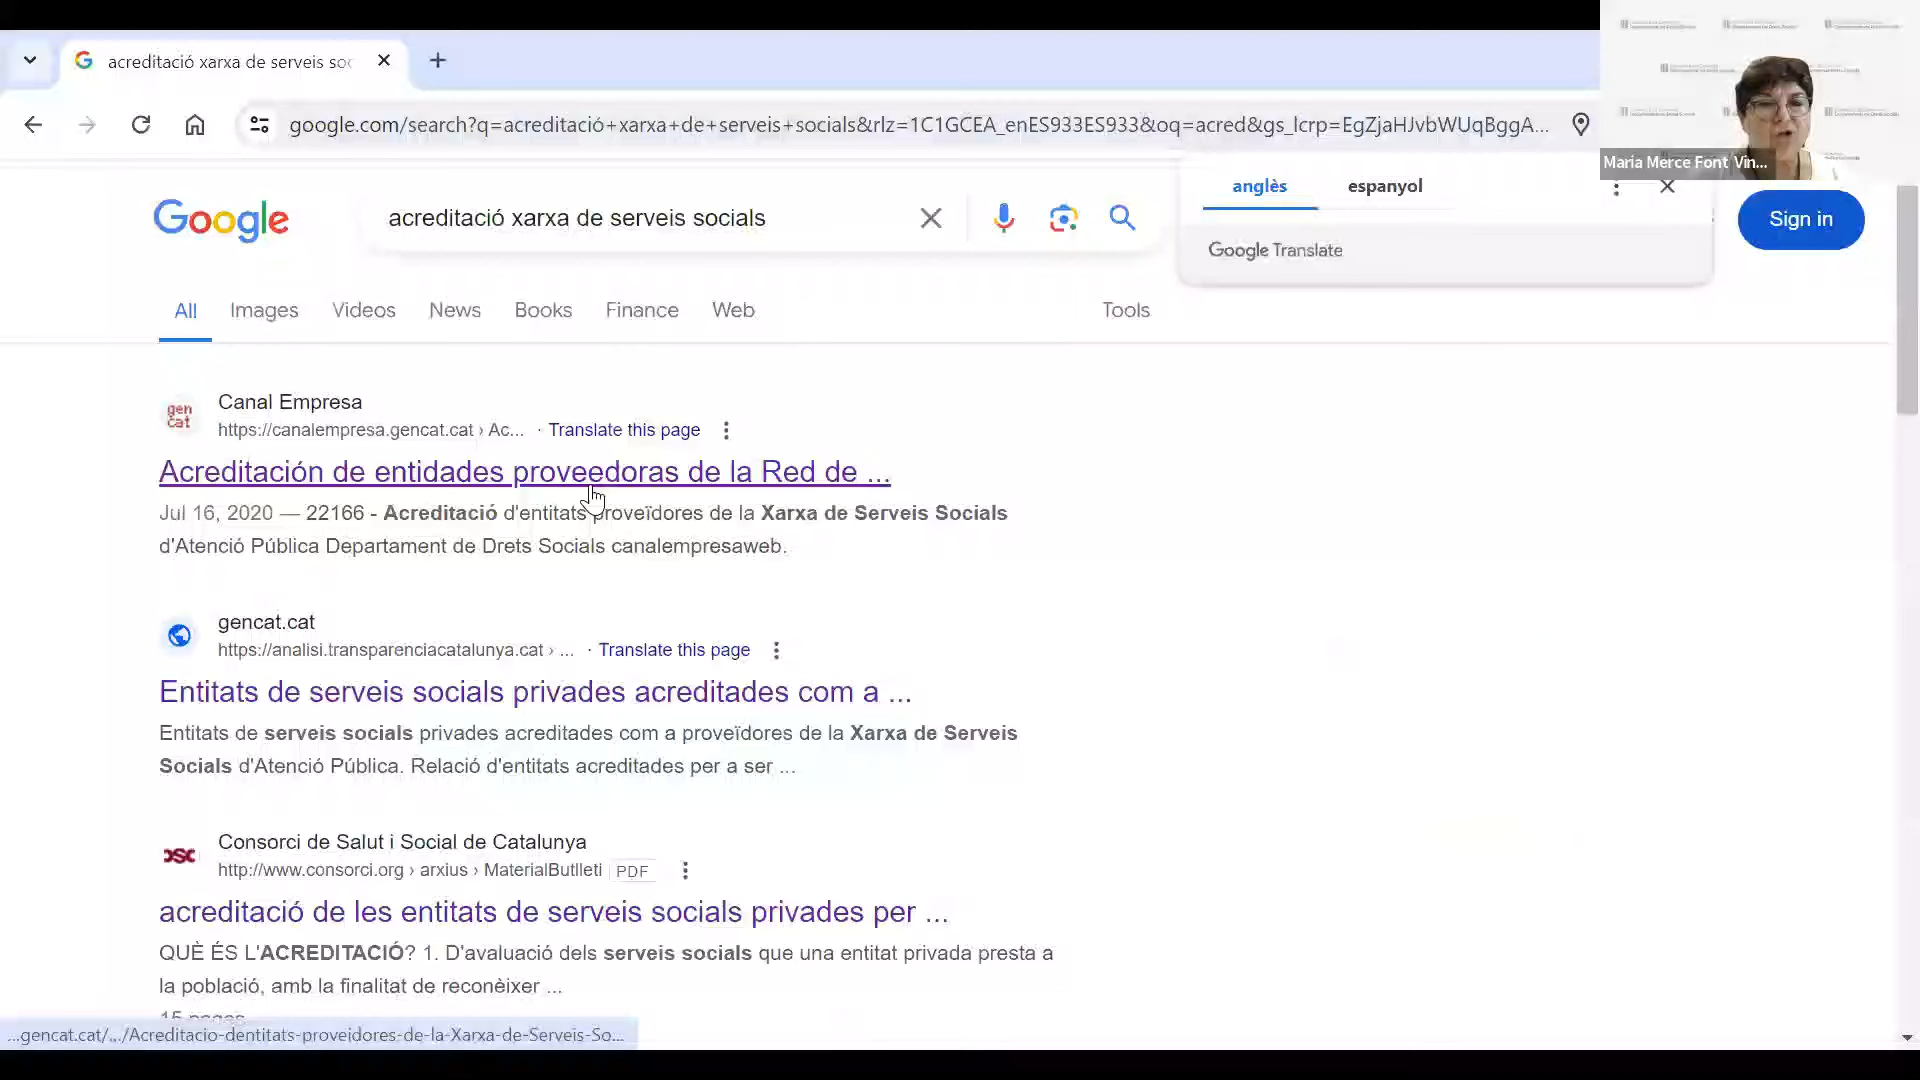 acreditació xarxa de serveis soc
google.com/search?q=acreditació+xarxa+de+serveis+socials&rlz=1C1GCEA_enES933ES933&oq=acred&gs_lcrp=EgZjaHJvbWUqBggA...
Maria Merce Font Vin...
anglès espanyol
Google Translate
Google
acreditació xarxa de serveis socials
Sign in
All Images Videos News Books Finance Web Tools
gen
cat
Canal Empresa
https://canalempresa.gencat.cat › Ac... · Translate this page
Acreditación de entidades proveedoras de la Red de ...
Jul 16, 2020 — 22166 - Acreditació d'entitats proveïdores de la Xarxa de Serveis Socials
d'Atenció Pública Departament de Drets Socials canalempresaweb.
gencat.cat
https://analisi.transparenciacatalunya.cat › ... · Translate this page
Entitats de serveis socials privades acreditades com a ...
Entitats de serveis socials privades acreditades com a proveïdores de la Xarxa de Serveis
Socials d'Atenció Pública. Relació d'entitats acreditades per a ser ...
Consorci de Salut i Social de Catalunya
http://www.consorci.org › arxius › MaterialButlleti PDF
acreditació de les entitats de serveis socials privades per ...
QUÈ ÉS L'ACREDITACIÓ? 1. D'avaluació dels serveis socials que una entitat privada presta a
la població, amb la finalitat de reconèixer ...
15 pages
...gencat.cat/.../Acreditacio-dentitats-proveidores-de-la-Xarxa-de-Serveis-So...